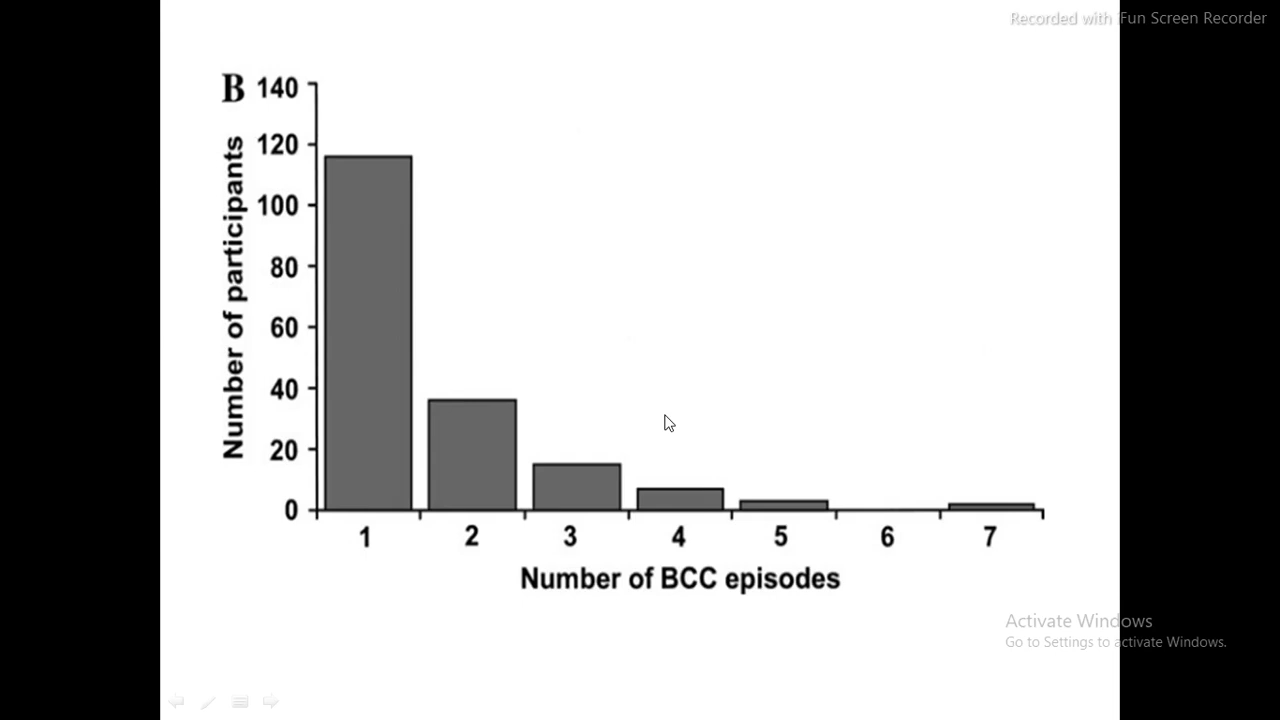 Recorded with iFun Screen Recorder
B
140
120
100
80
60
40
20
0
Number of participants
1 2 3 4 5 6 7
Number of BCC episodes
Activate Windows
Go to Settings to activate Windows.